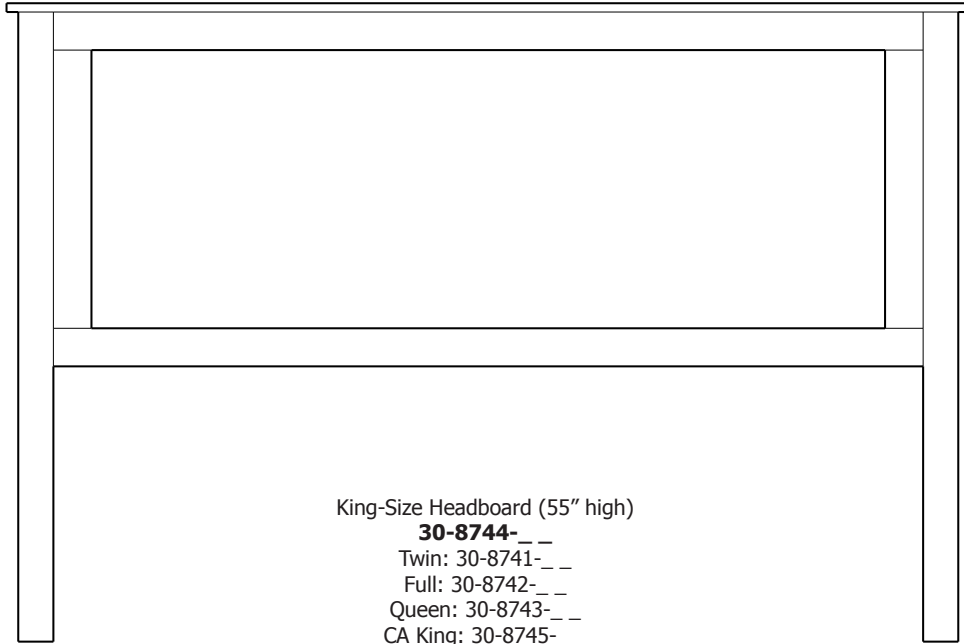 King-Size Headboard (55” high)
30-8744-_ _
Twin: 30-8741-_ _
Full: 30-8742-_ _
Queen: 30-8743-_ _
CA King: 30-8745-